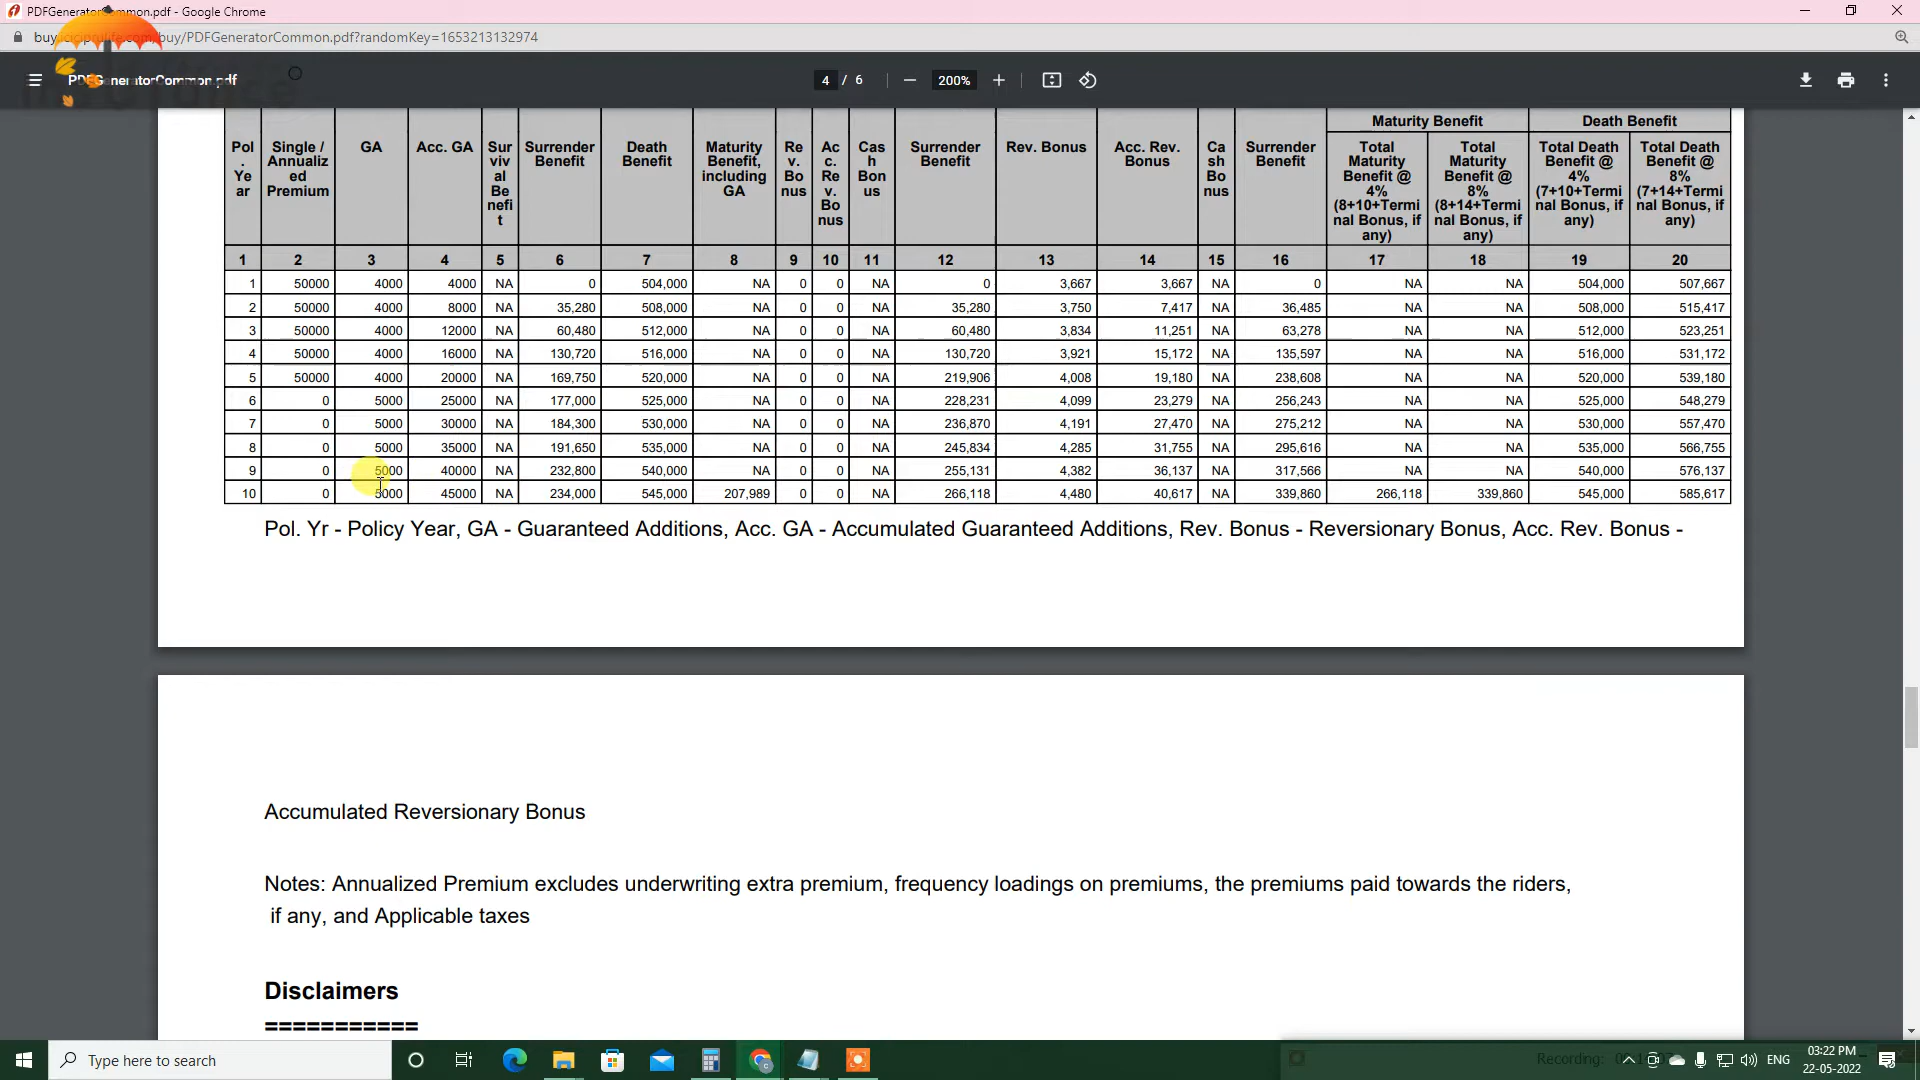 PDFGeneratorCommon.pdf - Google Chrome
/buy/PDFGeneratorCommon.pdf?randomKey=1653213132974
4 / 6
200%
Maturity Benefit Death Benefit
Pol. Year Single / Annualized Premium GA Acc. GA Survival Benefit Surrender Benefit Death Benefit Maturity Benefit, including GA Rev. Bonus Acc. Rev. Bonus Cash Bonus Surrender Benefit Rev. Bonus Acc. Rev. Bonus Cash Bonus Surrender Benefit Total Maturity Benefit @ 4% (8+10+Terminal Bonus, if any) Total Maturity Benefit @ 8% (8+14+Terminal Bonus, if any) Total Death Benefit @ 4% (7+10+Terminal Bonus, if any) Total Death Benefit @ 8% (7+14+Terminal Bonus, if any)
1 2 3 4 5 6 7 8 9 10 11 12 13 14 15 16 17 18 19 20
1 50000 4000 4000 NA 0 504,000 NA 0 0 NA 0 3,667 3,667 NA 0 NA NA 504,000 507,667
2 50000 4000 8000 NA 35,280 508,000 NA 0 0 NA 35,280 3,750 7,417 NA 36,485 NA NA 508,000 515,417
3 50000 4000 12000 NA 60,480 512,000 NA 0 0 NA 60,480 3,834 11,251 NA 63,278 NA NA 512,000 523,251
4 50000 4000 16000 NA 130,720 516,000 NA 0 0 NA 130,720 3,921 15,172 NA 135,597 NA NA 516,000 531,172
5 50000 4000 20000 NA 169,750 520,000 NA 0 0 NA 219,906 4,008 19,180 NA 238,608 NA NA 520,000 539,180
6 0 5000 25000 NA 177,000 525,000 NA 0 0 NA 228,231 4,099 23,279 NA 256,243 NA NA 525,000 548,279
7 0 5000 30000 NA 184,300 530,000 NA 0 0 NA 236,870 4,191 27,470 NA 275,212 NA NA 530,000 557,470
8 0 5000 35000 NA 191,650 535,000 NA 0 0 NA 245,834 4,285 31,755 NA 295,616 NA NA 535,000 566,755
9 0 5000 40000 NA 232,800 540,000 NA 0 0 NA 255,131 4,382 36,137 NA 317,566 NA NA 540,000 576,137
10 0 5000 45000 NA 234,000 545,000 207,989 0 0 NA 266,118 4,480 40,617 NA 339,860 266,118 339,860 545,000 585,617
Pol. Yr - Policy Year, GA - Guaranteed Additions, Acc. GA - Accumulated Guaranteed Additions, Rev. Bonus - Reversionary Bonus, Acc. Rev. Bonus -
Accumulated Reversionary Bonus
Notes: Annualized Premium excludes underwriting extra premium, frequency loadings on premiums, the premiums paid towards the riders,
if any, and Applicable taxes
Disclaimers
===========
Type here to search
Recording:
ENG
03:22 PM
22-05-2022